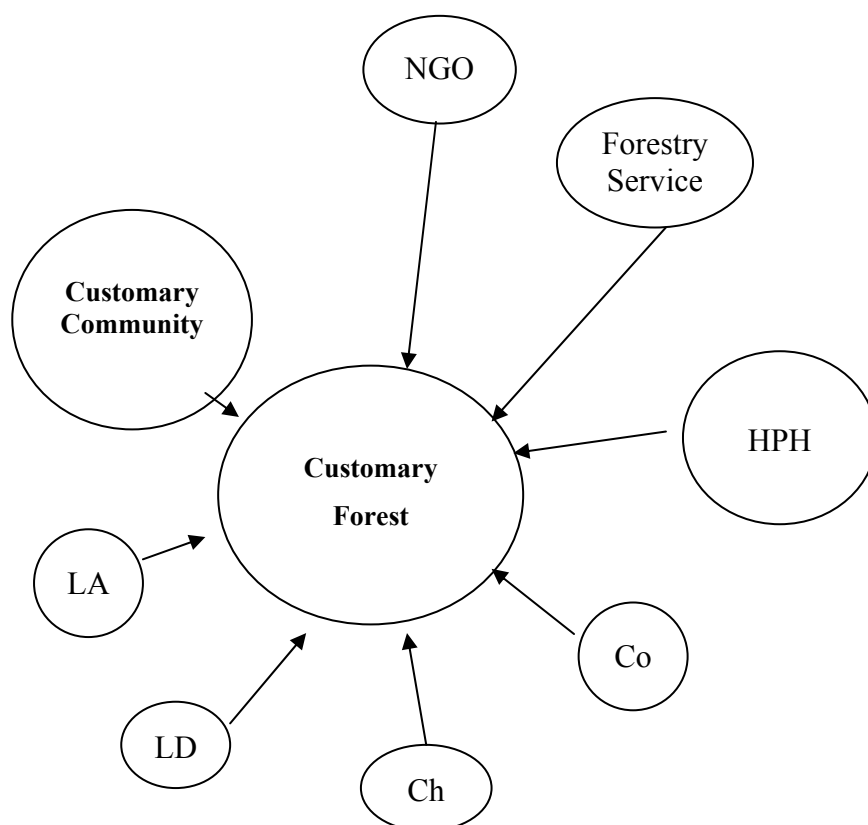 NGO
Forestry
Service
Customary
Community
HPH
Customary
Forest
LA
Co
LD
Ch